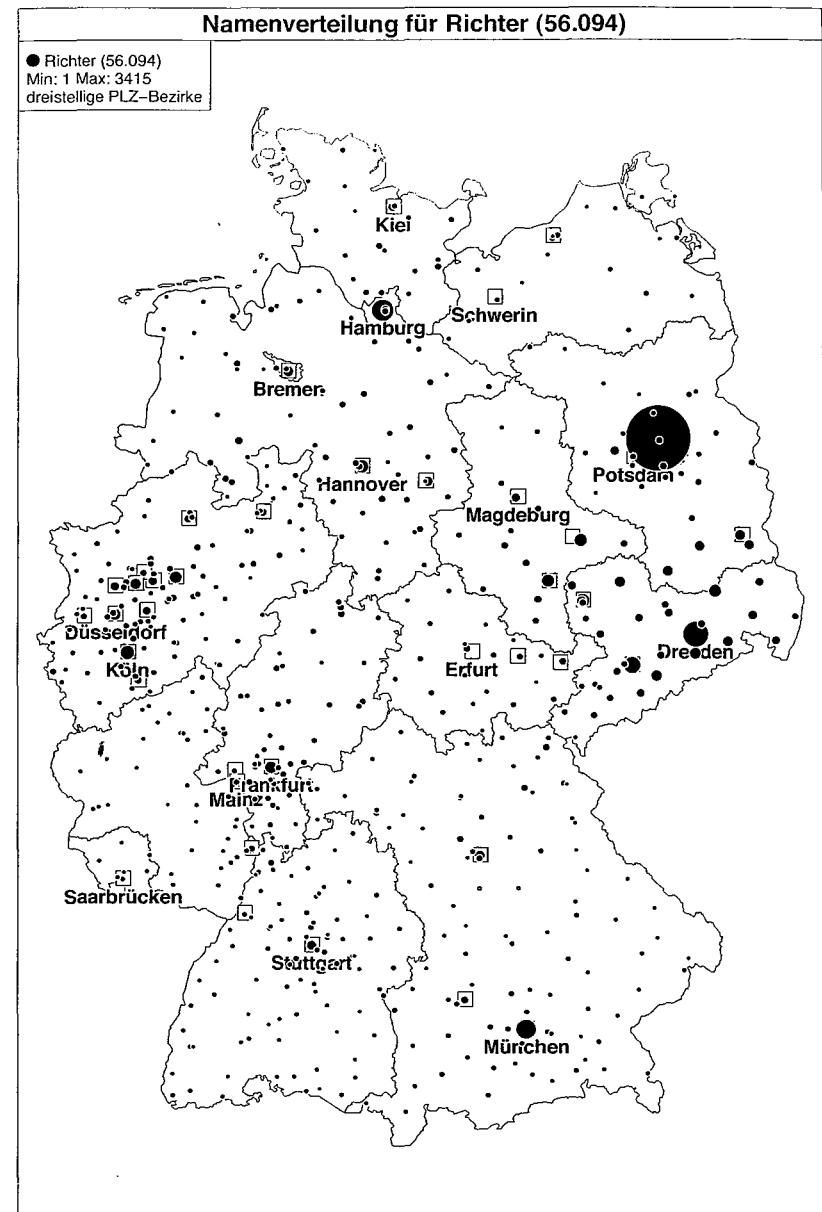 Namenverteilung für Richter (56.094)
Richter (56.094)
Min: 1 Max: 3415
dreistellige PLZ−Bezirke
Kiel
Schwerin
Hamburg
Bremen
Potsdam
Hannover
Magdeburg
Düsseldorf
Köln
Erfurt
Dresden
Frankfurt
Mainz
Saarbrücken
Stuttgart
München